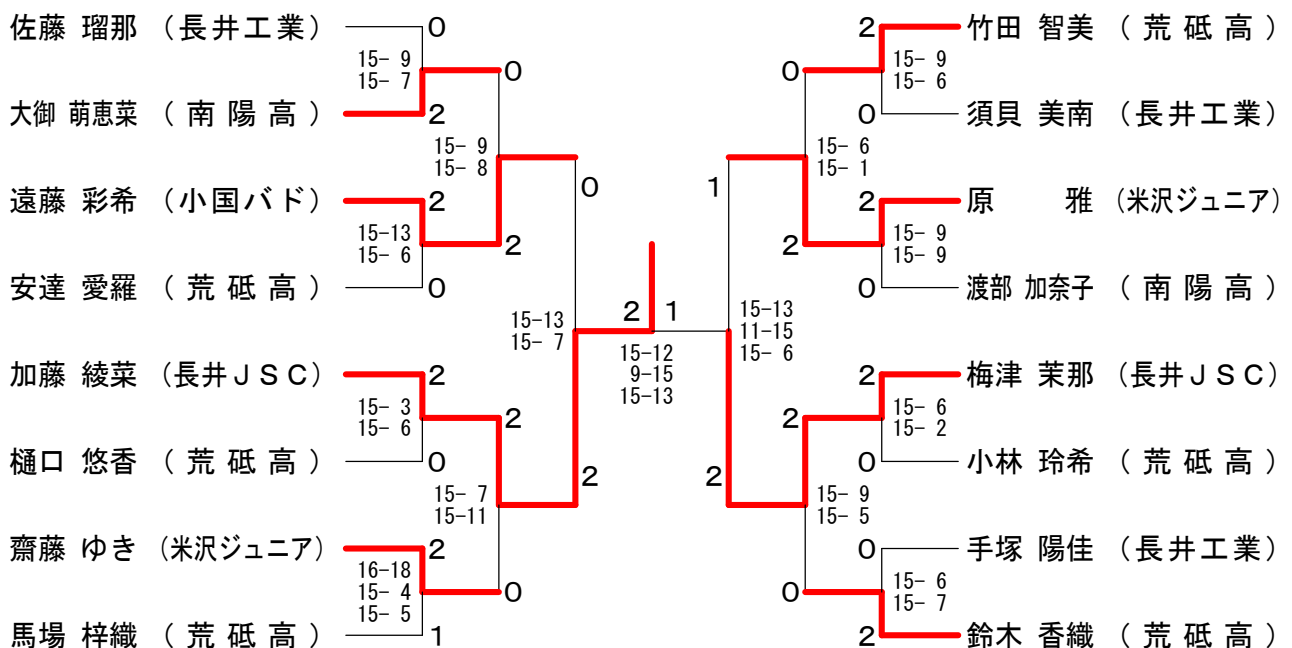 佐藤 瑠那 （長井工業） 0
15- 9
15- 7
0
大御 萌恵菜 （ 南 陽 高 ） 2
15- 9
15- 8
0
遠藤 彩希 （小国バド） 2
15-13
15- 6
2
安達 愛羅 （ 荒 砥 高 ） 0
15-13
15- 7
加藤 綾菜 （長井ＪＳＣ） 2
15- 3
15- 6
2
樋口 悠香 （ 荒 砥 高 ） 0
15- 7
15-11
2
齋藤 ゆき （米沢ジュニア） 2
16-18
15- 4
15- 5
0
馬場 梓織 （ 荒 砥 高 ） 1
2 1
15-12
9-15
15-13
2 竹田 智美 （ 荒 砥 高 ）
0
15- 9
15- 6
0 須貝 美南 （長井工業）
15- 6
15- 1
1
2 原 雅 （米沢ジュニア）
2
15- 9
15- 9
0 渡部 加奈子 （ 南 陽 高 ）
15-13
11-15
15- 6
2 梅津 茉那 （長井ＪＳＣ）
2
15- 6
15- 2
0 小林 玲希 （ 荒 砥 高 ）
2
15- 9
15- 5
0 手塚 陽佳 （長井工業）
0
15- 6
15- 7
2 鈴木 香織 （ 荒 砥 高 ）